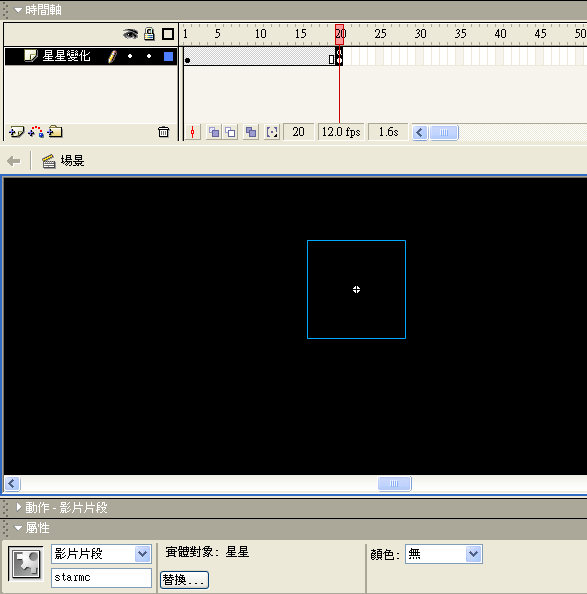 時間軸
1 5 10 15 20 25 30 35 40 45 50
星星變化
a
20 12.0 fps 1.6s
場景
動作 - 影片片段
屬性
影片片段 實體對象: 星星 顏色: 無
starmc 替換...